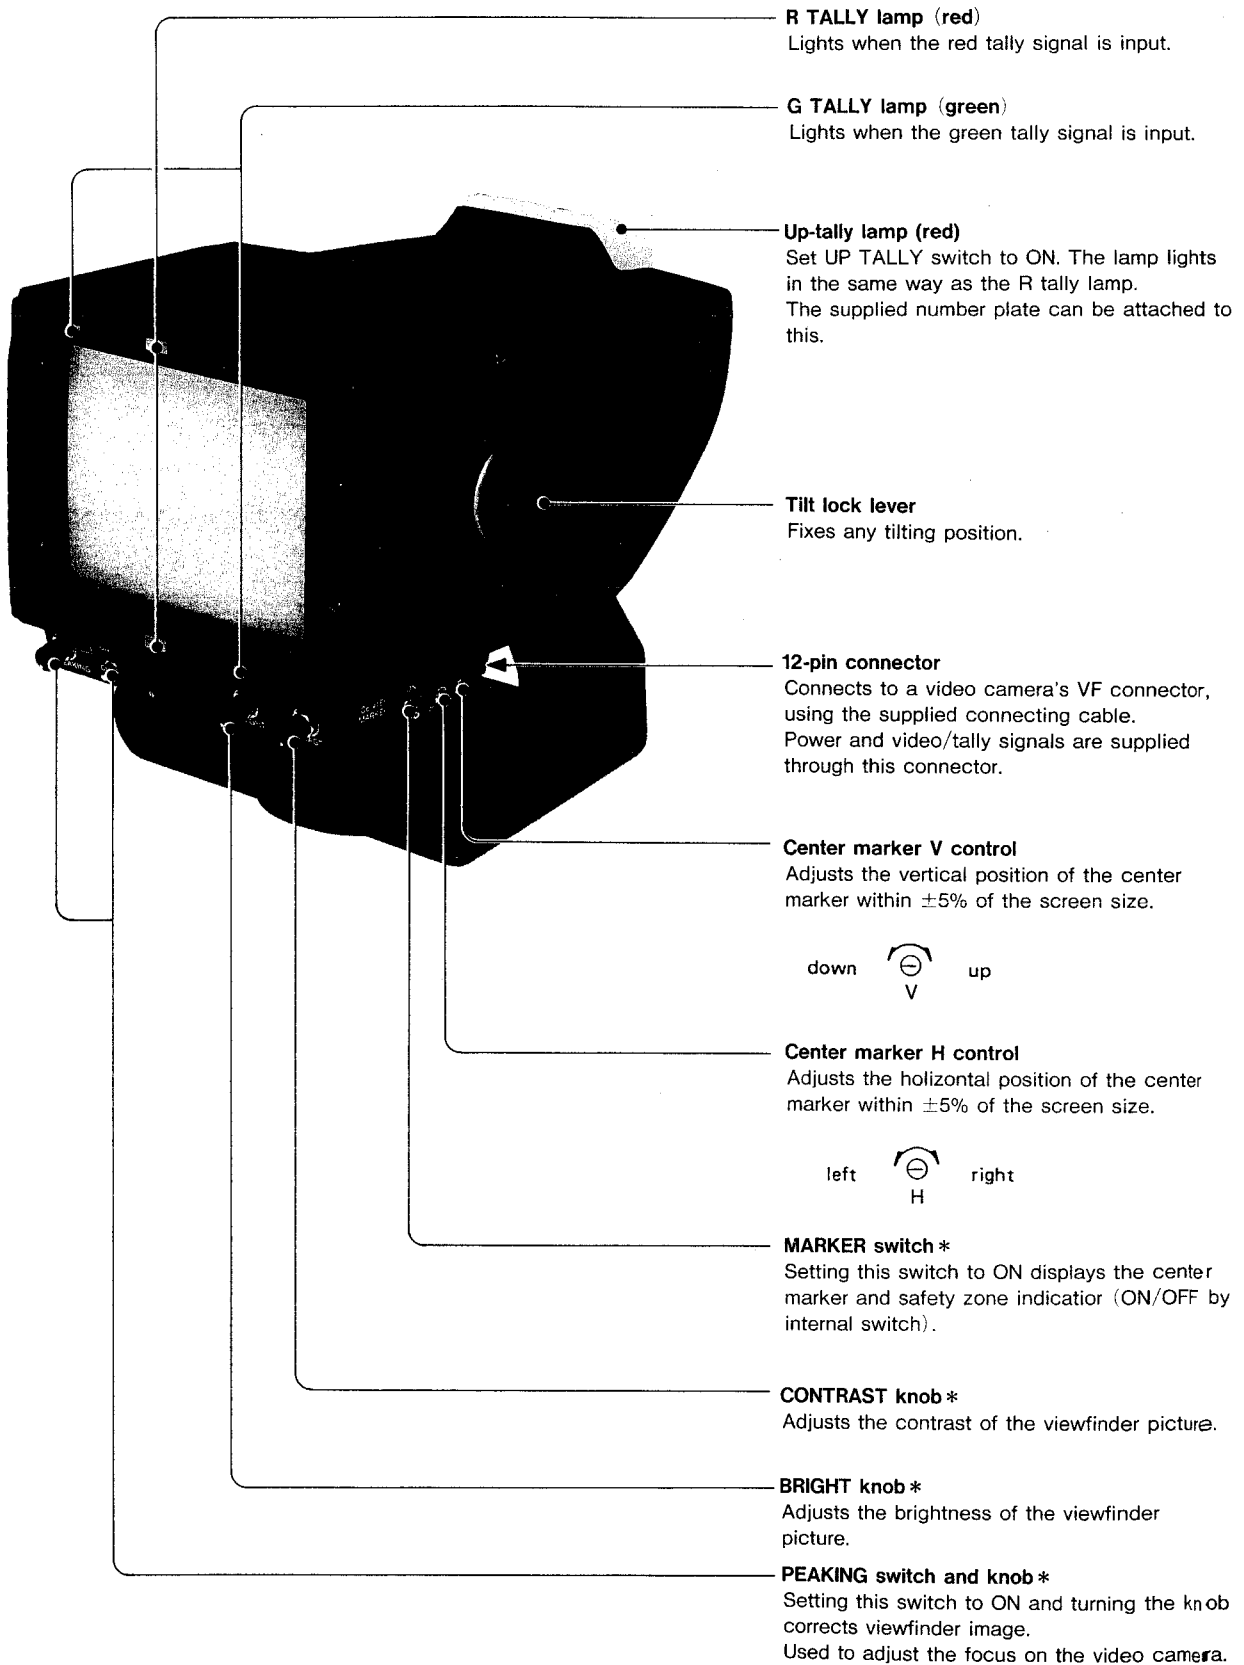 R TALLY lamp (red)
Lights when the red tally signal is input.
G TALLY lamp (green)
Lights when the green tally signal is input.
Up-tally lamp (red)
Set UP TALLY switch to ON. The lamp lights
in the same way as the R tally lamp.
The supplied number plate can be attached to
this.
Tilt lock lever
Fixes any tilting position.
12-pin connector
Connects to a video camera's VF connector,
using the supplied connecting cable.
Power and video/tally signals are supplied
through this connector.
Center marker V control
Adjusts the vertical position of the center
marker within ±5% of the screen size.
down up
V
Center marker H control
Adjusts the holizontal position of the center
marker within ±5% of the screen size.
left right
H
MARKER switch*
Setting this switch to ON displays the center
marker and safety zone indicatior (ON/OFF by
internal switch).
CONTRAST knob*
Adjusts the contrast of the viewfinder picture.
BRIGHT knob*
Adjusts the brightness of the viewfinder
picture.
PEAKING switch and knob*
Setting this switch to ON and turning the knob
corrects viewfinder image.
Used to adjust the focus on the video camera.